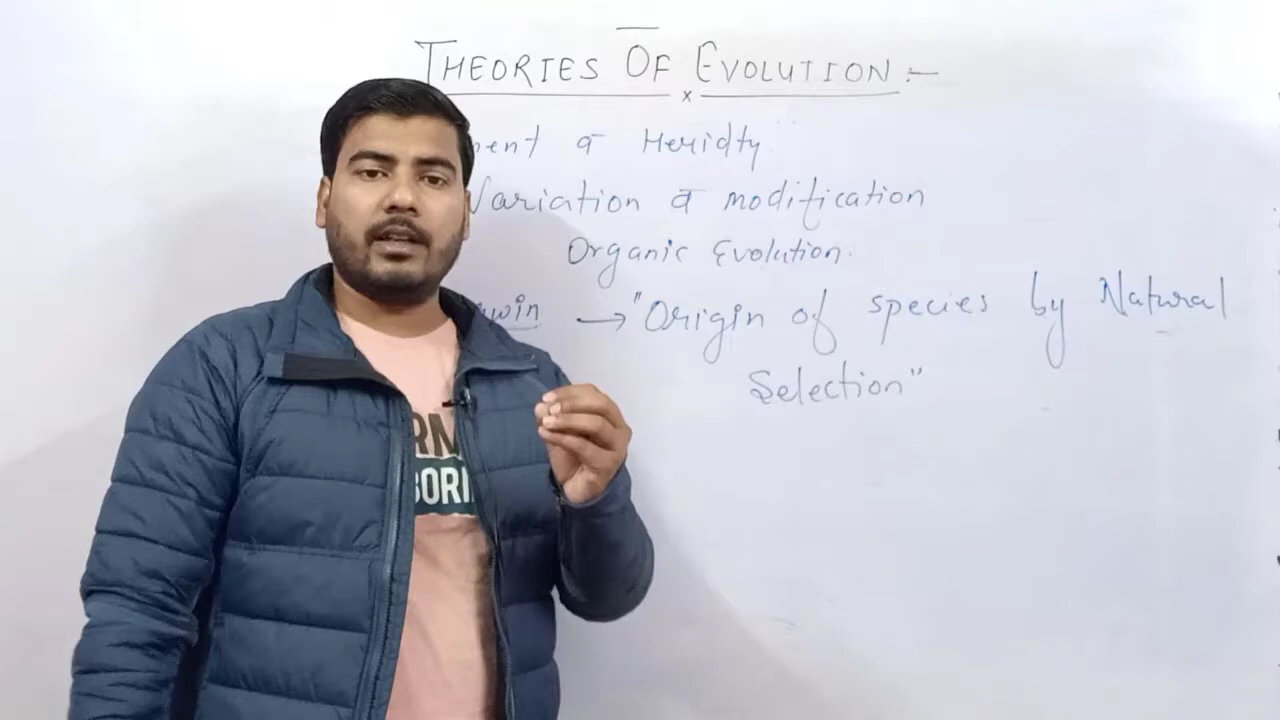 THEORIES OF EVOLUTION :-
Heridty"
Variation & modification
Organic Evolution.
→ "Origin of species by Natural
Selection"